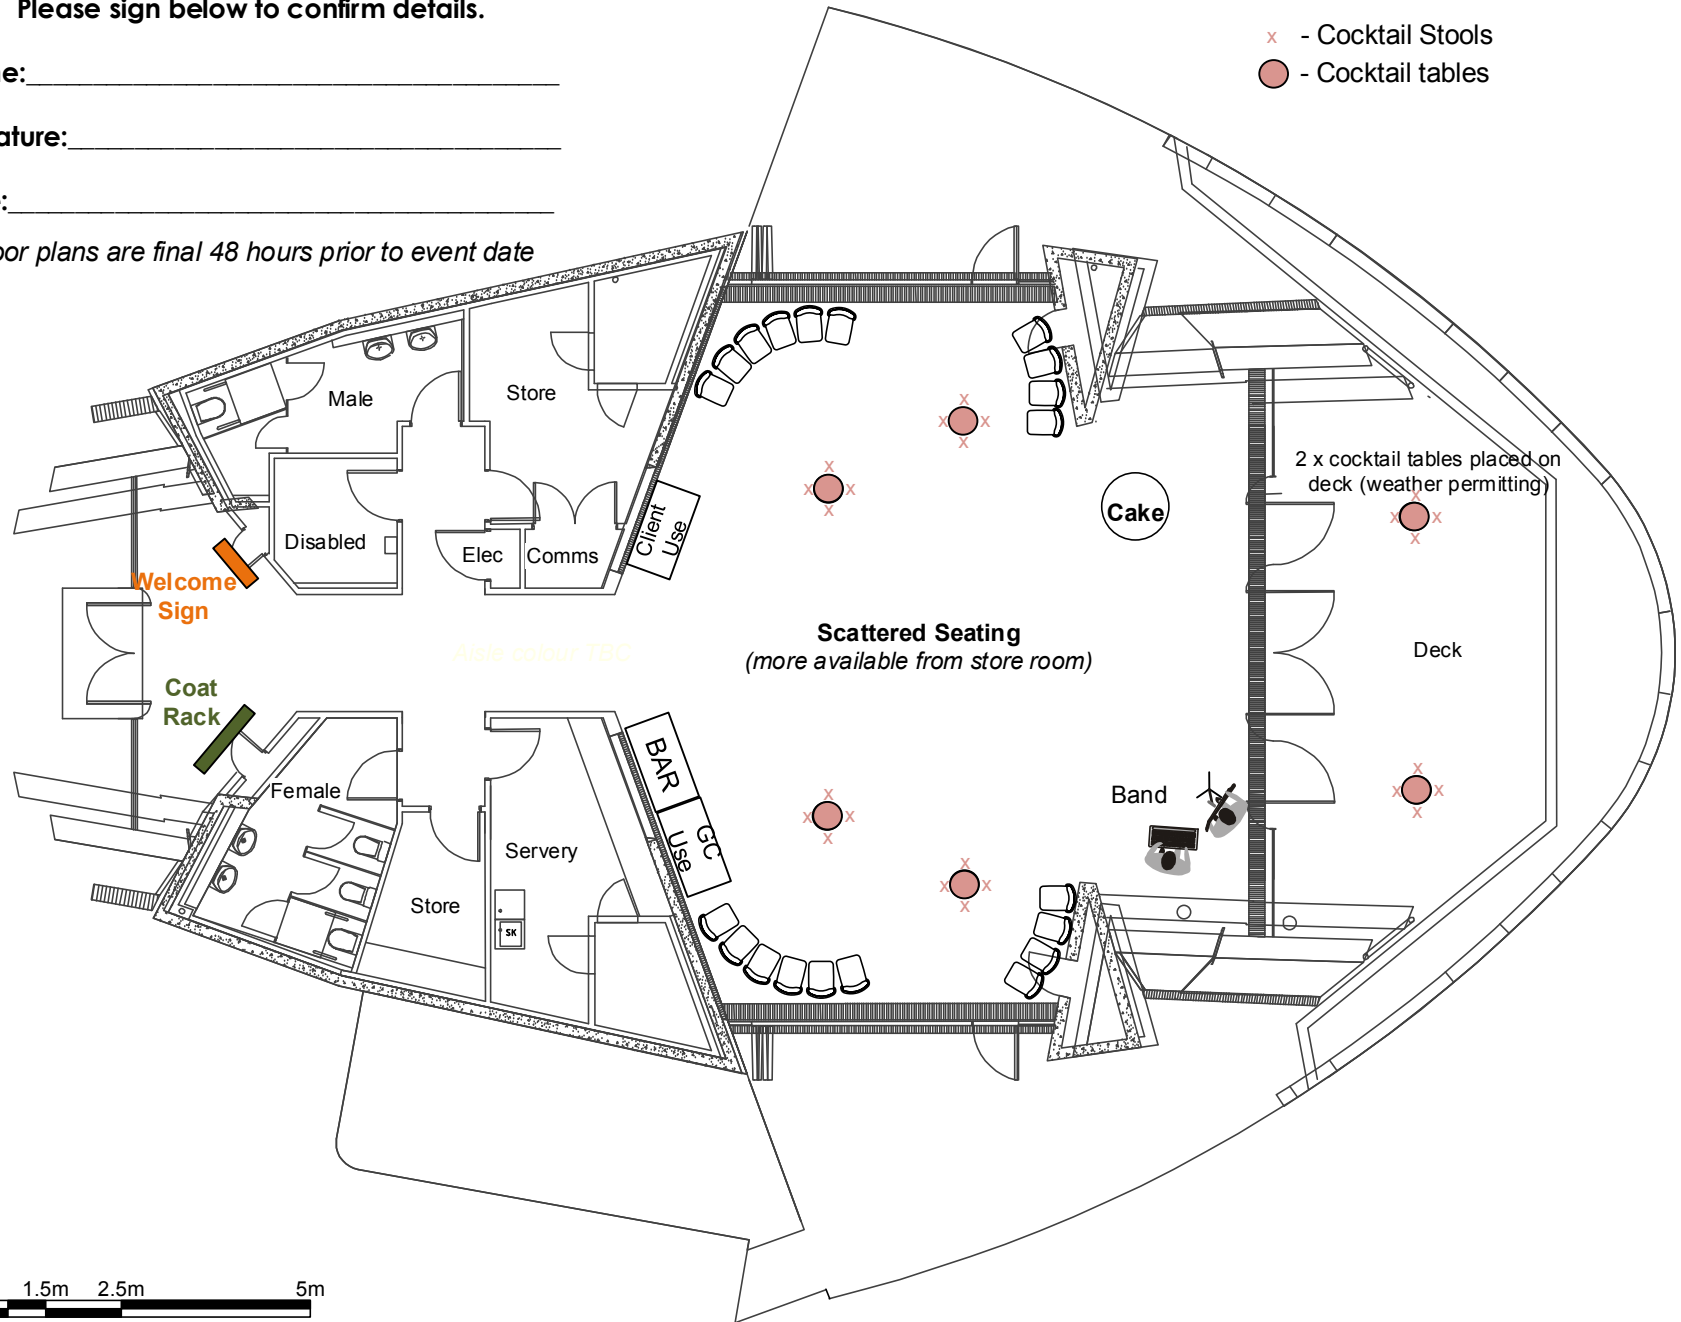 Please sign below to confirm details.
e:
ature:
:
oor plans are final 48 hours prior to event date
x - Cocktail Stools
- Cocktail tables
Male
Store
Disabled
Elec
Comms
Client
Use
Welcome
Sign
Coat
Rack
Aisle colour TBC
Cake
2 x cocktail tables placed on
deck (weather permitting)
Scattered Seating
(more available from store room)
Deck
BAR
GC
Use
Band
Female
Store
Servery
SK
1.5m 2.5m 5m